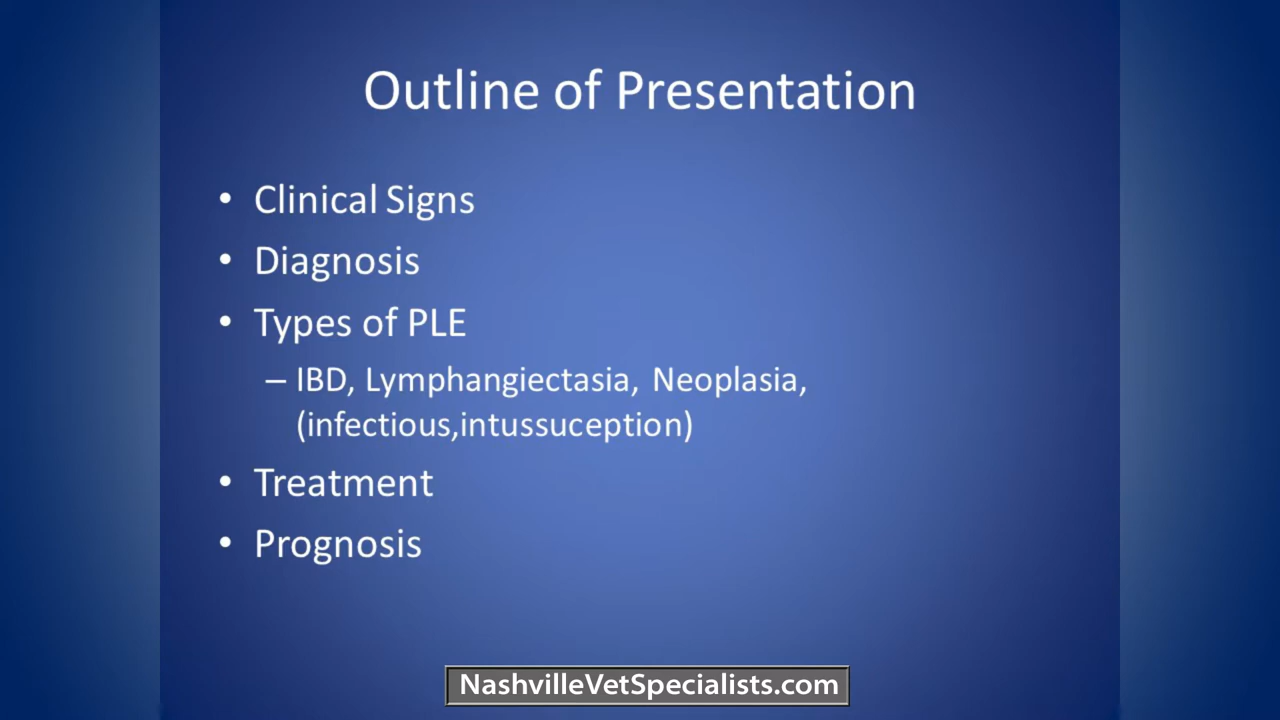 Outline of Presentation
• Clinical Signs
• Diagnosis
• Types of PLE
– IBD, Lymphangiectasia, Neoplasia,
(infectious,intussuception)
• Treatment
• Prognosis
NashvilleVetSpecialists.com